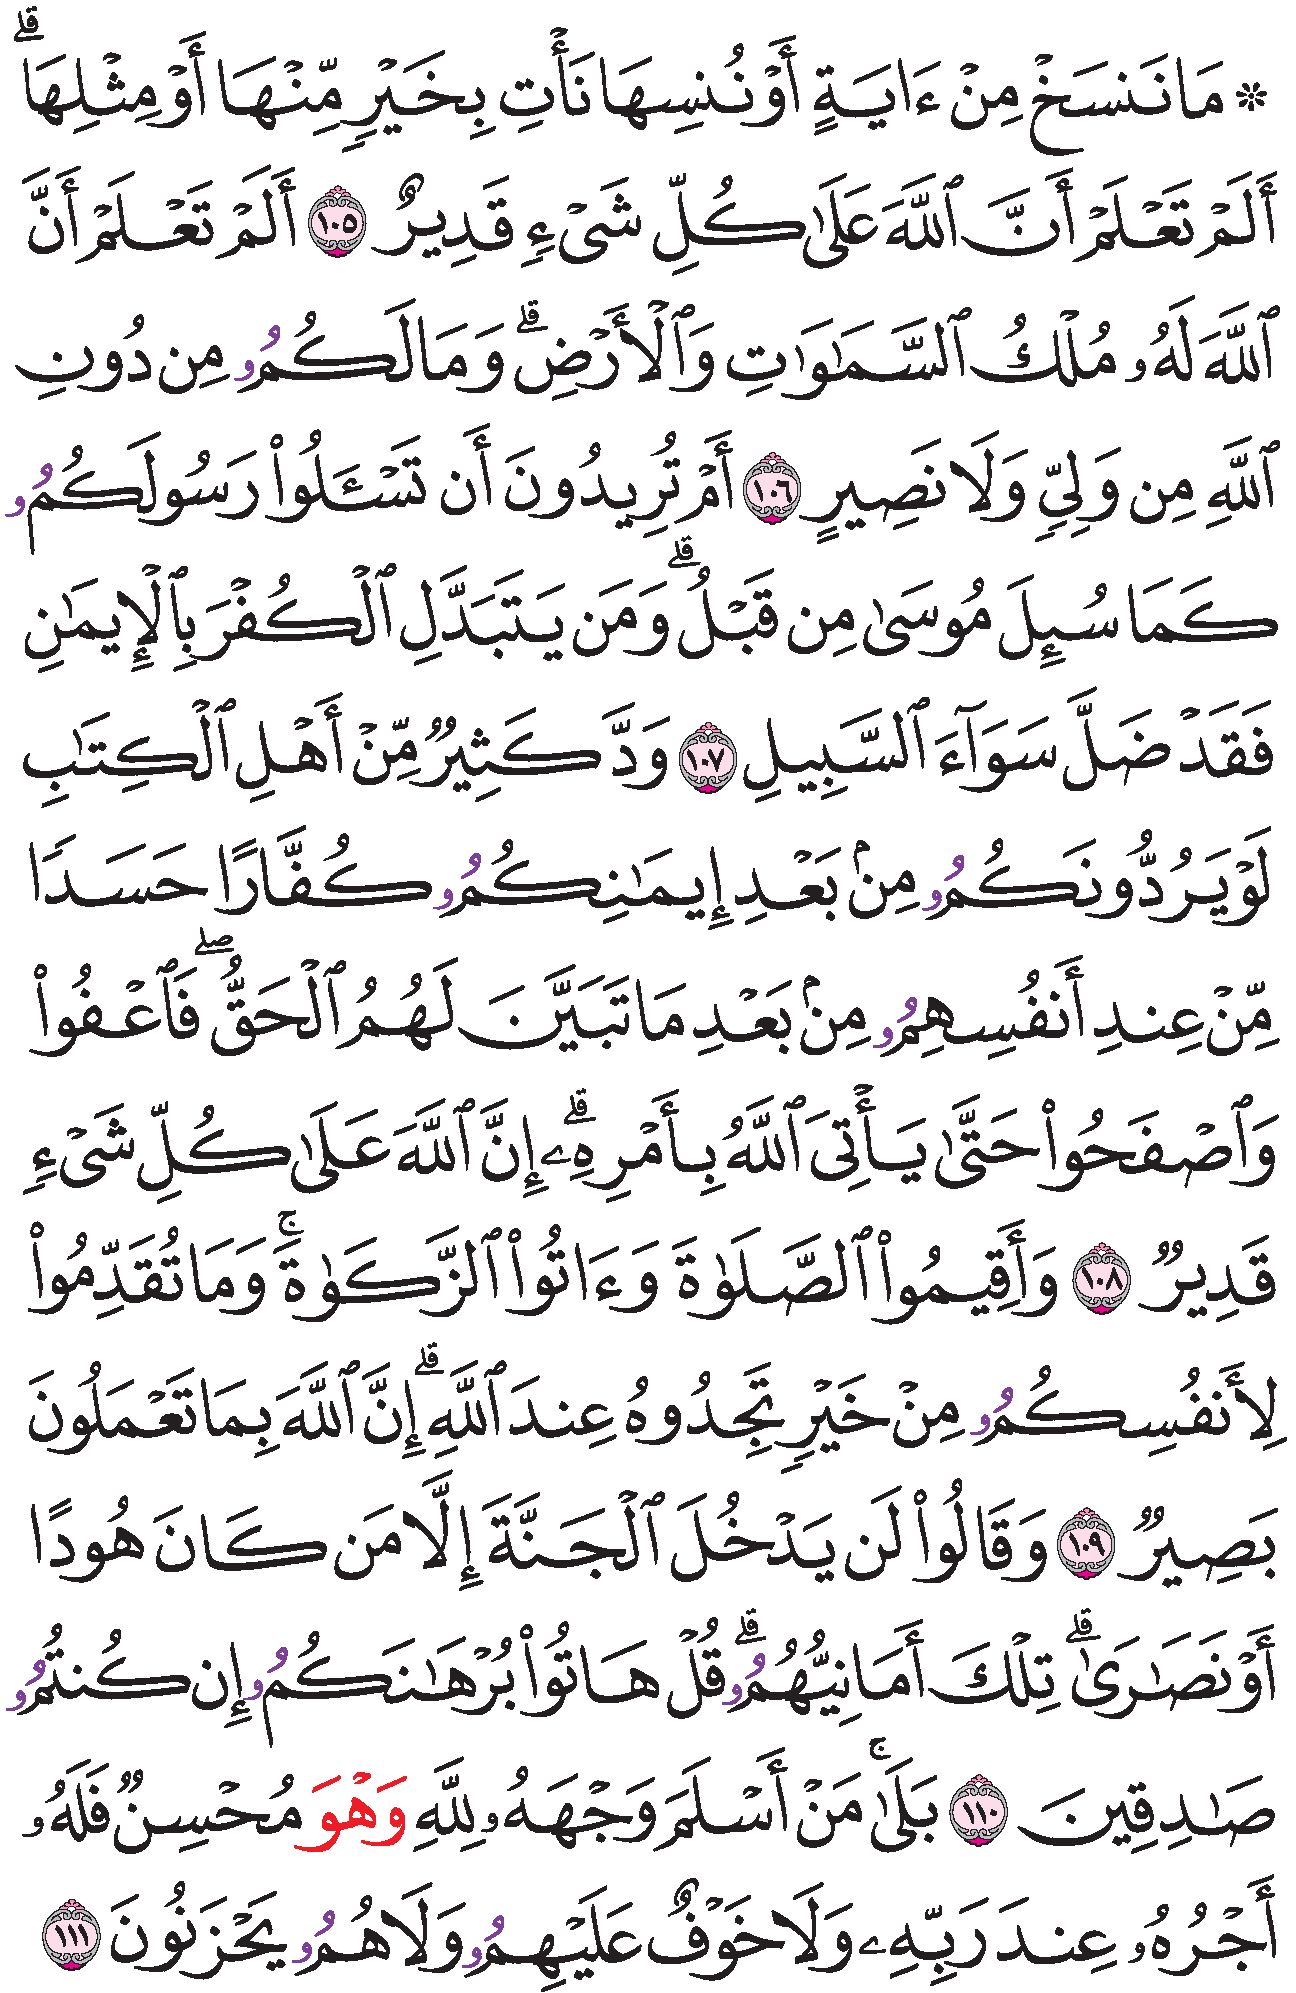 ۞ مَا نَنسَخۡ مِنۡ ءَايَةٍ أَوۡ نُنسِهَا نَأۡتِ بِخَيۡرٖ مِّنۡهَا أَوۡ مِثۡلِهَاۗ
أَلَمۡ تَعۡلَمۡ أَنَّ ٱللَّهَ عَلَىٰ كُلِّ شَيۡءٖ قَدِيرٌ ١٠٥ أَلَمۡ تَعۡلَمۡ أَنَّ
ٱللَّهَ لَهُۥ مُلۡكُ ٱلسَّمَٰوَٰتِ وَٱلۡأَرۡضِۗ وَمَا لَكُمُۥ مِن دُونِ
ٱللَّهِ مِن وَلِيّٖ وَلَا نَصِيرٍ ١٠٦ أَمۡ تُرِيدُونَ أَن تَسۡـَٔلُواْ رَسُولَكُمُۥ
كَمَا سُئِلَ مُوسَىٰ مِن قَبۡلُۗ وَمَن يَتَبَدَّلِ ٱلۡكُفۡرَ بِٱلۡإِيمَٰنِ
فَقَدۡ ضَلَّ سَوَآءَ ٱلسَّبِيلِ ١٠٧ وَدَّ كَثِيرٞ مِّنۡ أَهۡلِ ٱلۡكِتَٰبِ
لَوۡ يَرُدُّونَكُمُۥ مِنۢ بَعۡدِ إِيمَٰنِكُمُۥ كُفَّارًا حَسَدٗا
مِّنۡ عِندِ أَنفُسِهِمُۥ مِنۢ بَعۡدِ مَا تَبَيَّنَ لَهُمُ ٱلۡحَقُّۖ فَٱعۡفُواْ
وَٱصۡفَحُواْ حَتَّىٰ يَأۡتِيَ ٱللَّهُ بِأَمۡرِهِۦٓۗ إِنَّ ٱللَّهَ عَلَىٰ كُلِّ شَيۡءٖ
قَدِيرٞ ١٠٨ وَأَقِيمُواْ ٱلصَّلَوٰةَ وَءَاتُواْ ٱلزَّكَوٰةَۚ وَمَا تُقَدِّمُواْ
لِأَنفُسِكُمُۥ مِنۡ خَيۡرٖ تَجِدُوهُ عِندَ ٱللَّهِۗ إِنَّ ٱللَّهَ بِمَا تَعۡمَلُونَ
بَصِيرٞ ١٠٩ وَقَالُواْ لَن يَدۡخُلَ ٱلۡجَنَّةَ إِلَّا مَن كَانَ هُودًا
أَوۡ نَصَٰرَىٰۗ تِلۡكَ أَمَانِيُّهُمُۥۗ قُلۡ هَاتُواْ بُرۡهَٰنَكُمُۥ إِن كُنتُمُۥ
صَٰدِقِينَ ١١٠ بَلَىٰۚ مَنۡ أَسۡلَمَ وَجۡهَهُۥ لِلَّهِ وَهۡوَ مُحۡسِنٞ فَلَهُۥ
أَجۡرُهُۥ عِندَ رَبِّهِۦ وَلَا خَوۡفٌ عَلَيۡهِمُۥ وَلَا هُمُۥ يَحۡزَنُونَ ١١١